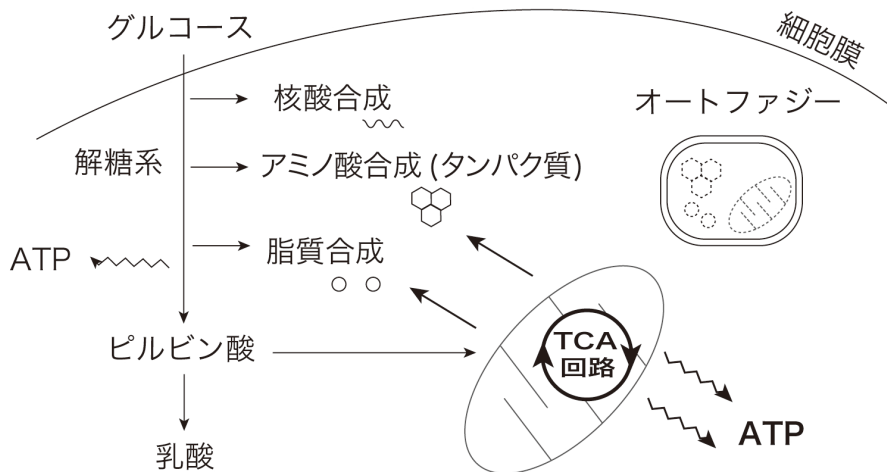 グルコース
細胞膜
核酸合成
オートファジー
解糖系
アミノ酸合成 (タンパク質)
脂質合成
ATP
TCA
回路
ピルビン酸
ATP
乳酸